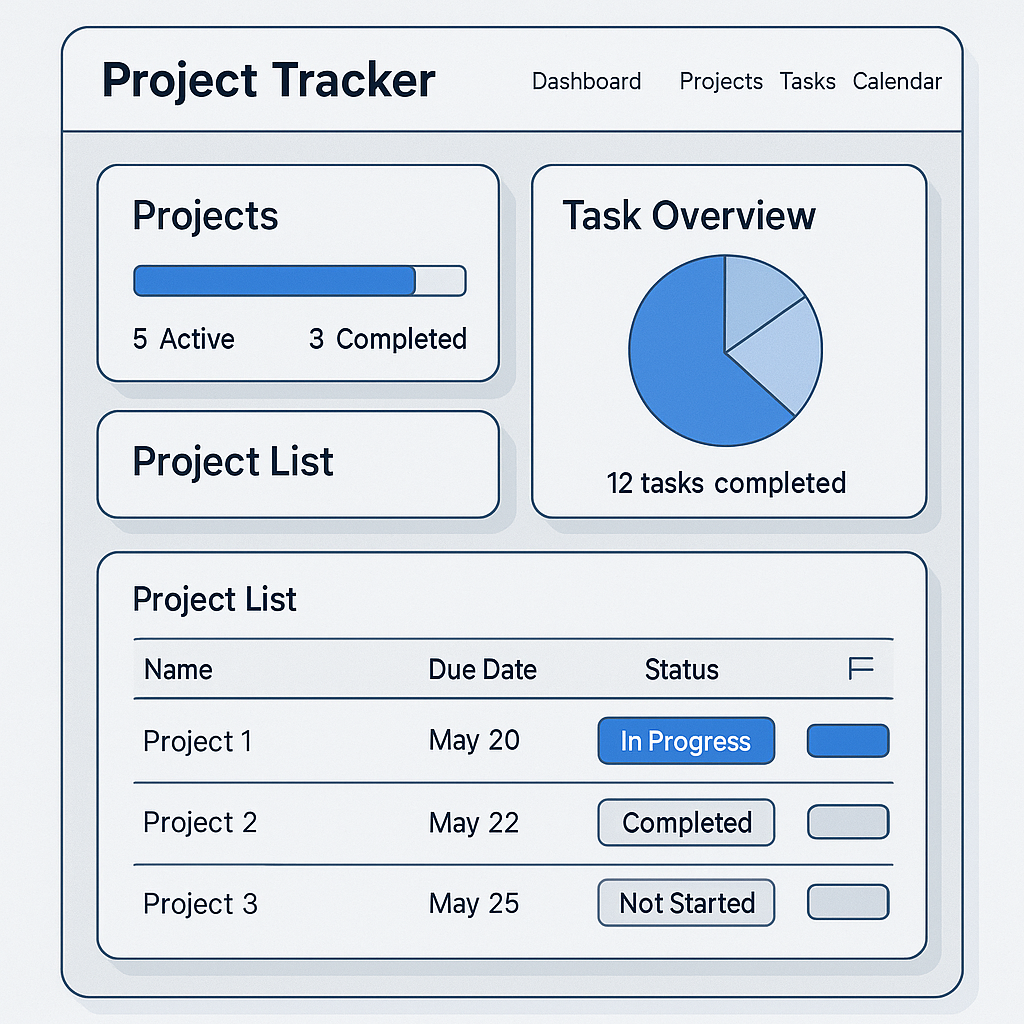 Project Tracker
Dashboard Projects Tasks Calendar
Projects
5 Active 3 Completed
Task Overview
12 tasks completed
Project List
Project List
Name Due Date Status
Project 1 May 20 In Progress
Project 2 May 22 Completed
Project 3 May 25 Not Started